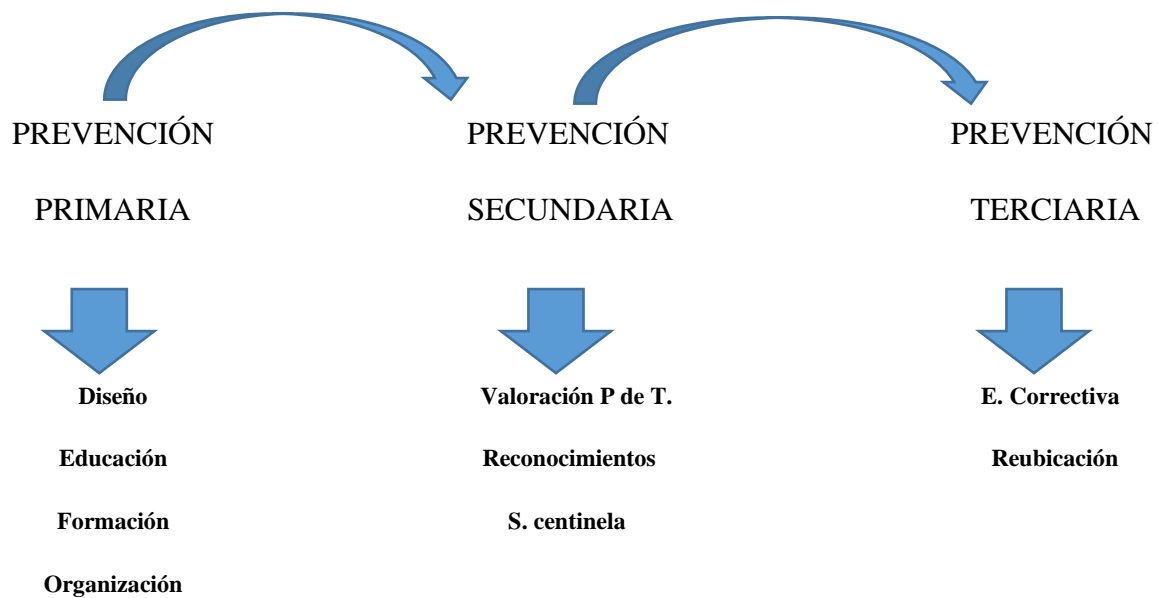 PREVENCIÓN
PRIMARIA
Diseño
Educación
Formación
Organización
PREVENCIÓN
SECUNDARIA
Valoración P de T.
Reconocimientos
S. centinela
PREVENCIÓN
TERCIARIA
E. Correctiva
Reubicación